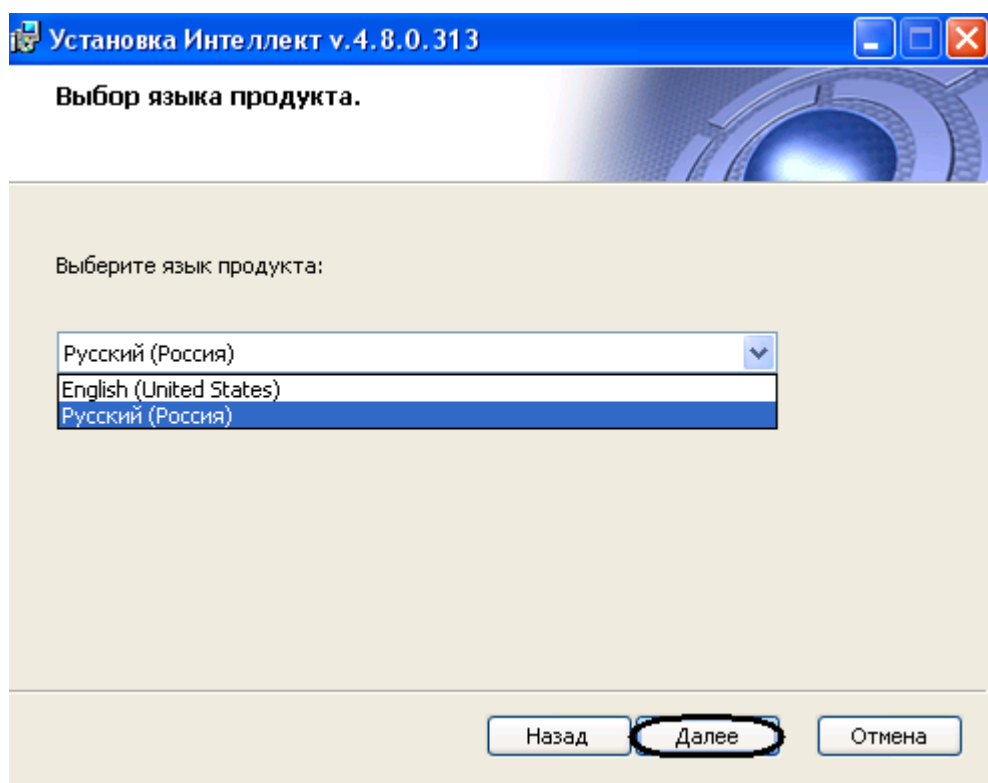 Установка Интеллект v.4.8.0.313
Выбор языка продукта.
Выберите язык продукта:
Русский (Россия)
English (United States)
Русский (Россия)
Назад Далее Отмена